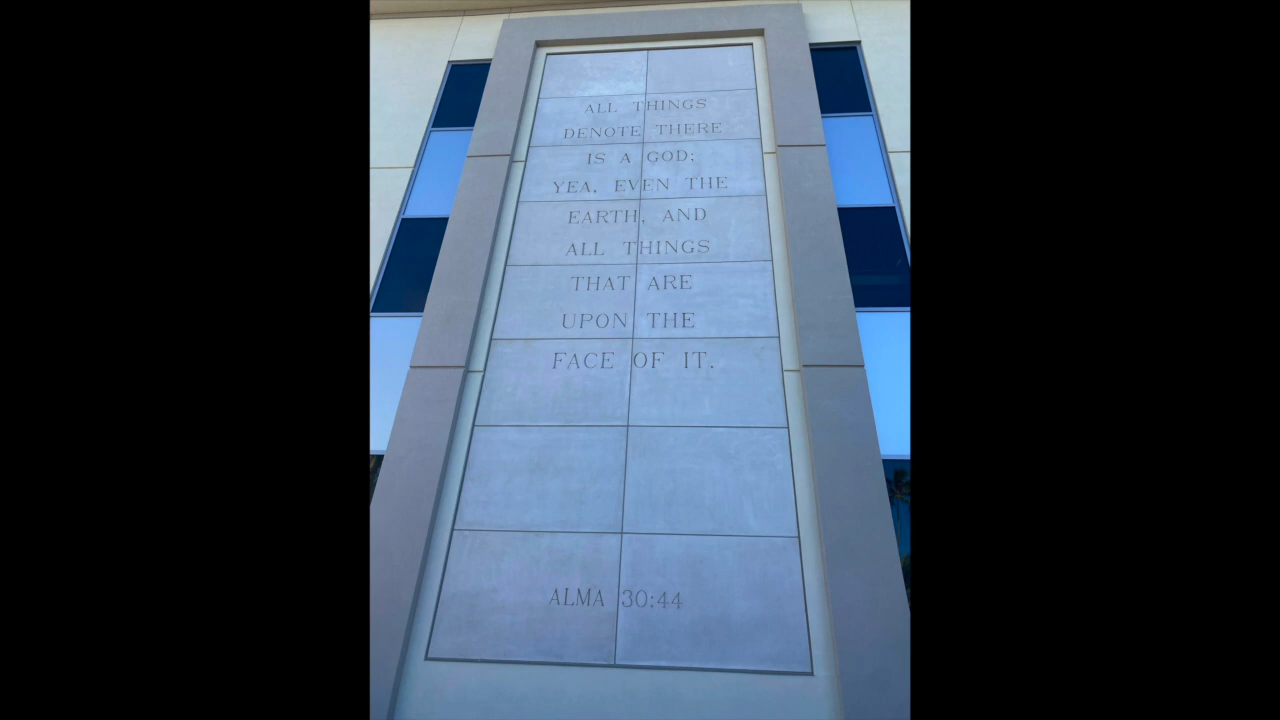 ALL THINGS
DENOTE THERE
IS A GOD;
YEA, EVEN THE
EARTH, AND
ALL THINGS
THAT ARE
UPON THE
FACE OF IT.
ALMA 30:44